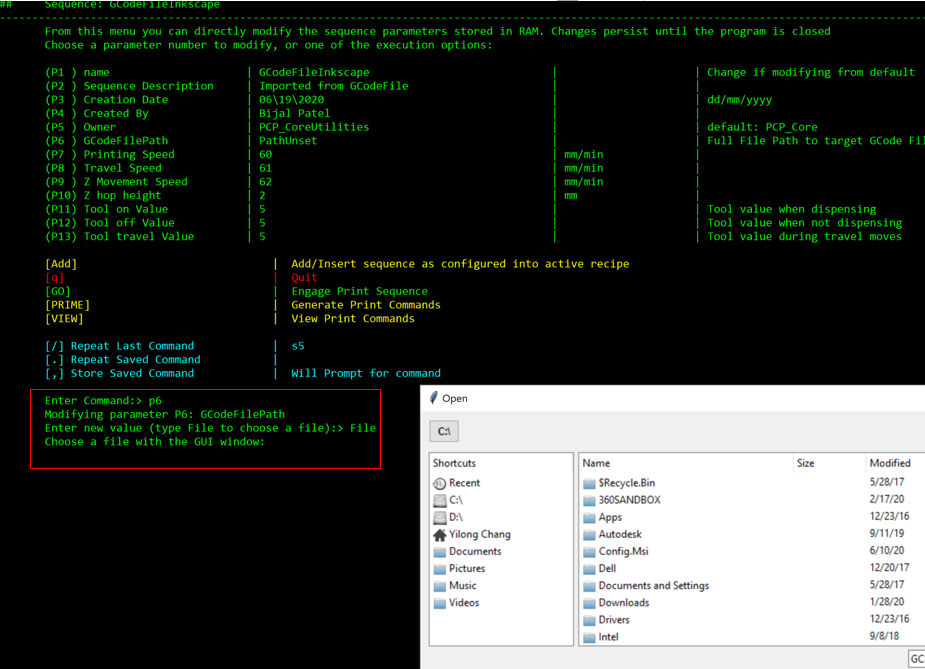 ## Sequence: GCodeFileInkscape
From this menu you can directly modify the sequence parameters stored in RAM. Changes persist until the program is closed
Choose a parameter number to modify, or one of the execution options:
(P1 ) name | GCodeFileInkscape | | Change if modifying from default
(P2 ) Sequence Description | Imported from GCodeFile | |
(P3 ) Creation Date | 06\19\2020 | | dd/mm/yyyy
(P4 ) Created By | Bijal Patel | |
(P5 ) Owner | PCP_CoreUtilities | | default: PCP_Core
(P6 ) GCodeFilePath | PathUnset | | Full File Path to target GCode Fil
(P7 ) Printing Speed | 60 | mm/min |
(P8 ) Travel Speed | 61 | mm/min |
(P9 ) Z Movement Speed | 62 | mm/min |
(P10) Z hop height | 2 | mm |
(P11) Tool on Value | 5 | | Tool value when dispensing
(P12) Tool off Value | 5 | | Tool value when not dispensing
(P13) Tool travel Value | 5 | | Tool value during travel moves
[Add] | Add/Insert sequence as configured into active recipe
[q] | Quit
[GO] | Engage Print Sequence
[PRIME] | Generate Print Commands
[VIEW] | View Print Commands
[/] Repeat Last Command | s5
[.] Repeat Saved Command |
[,] Store Saved Command | Will Prompt for command
Enter Command:> p6
Modifying parameter P6: GCodeFilePath
Enter new value (type File to choose a file):> File
Choose a file with the GUI window:
Open
C:\
Shortcuts
Recent
C:\
D:\
Yilong Chang
Documents
Pictures
Music
Videos
Name Size Modified
$Recycle.Bin 5/28/17
360SANDBOX 2/17/20
Apps 12/23/16
Autodesk 9/11/19
Config.Msi 6/10/20
Dell 12/20/17
Documents and Settings 5/28/17
Downloads 1/28/20
Drivers 12/23/16
Intel 9/8/18
GC